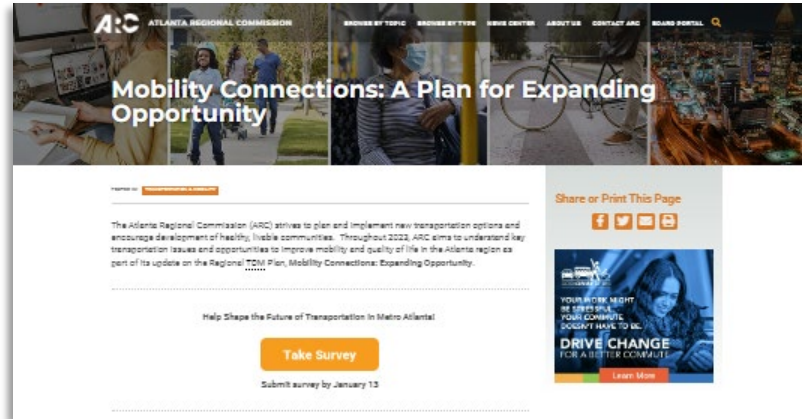 ARC ATLANTA REGIONAL COMMISSION
BROWSE BY TOPIC BROWSE BY TYPE NEWS CENTER ABOUT US CONTACT ARC BOARD PORTAL
Mobility Connections: A Plan for Expanding
Opportunity
TRANSPORTATION & MOBILITY
Share or Print This Page
The Atlanta Regional Commission (ARC) strives to plan and implement new transportation options and
encourage development of healthy, livable communities. Throughout 2023, ARC aims to understand key
transportation issues and opportunities to improve mobility and quality of life in the Atlanta region as
part of its update on the Regional TDM Plan, Mobility Connections: Expanding Opportunity.
Help Shape the Future of Transportation in Metro Atlanta!
Take Survey
Submit survey by January 13
YOUR WORK MIGHT
BE STRESSFUL.
YOUR COMMUTE
DOESN'T HAVE TO BE.
DRIVE CHANGE
FOR A BETTER COMMUTE
Learn More